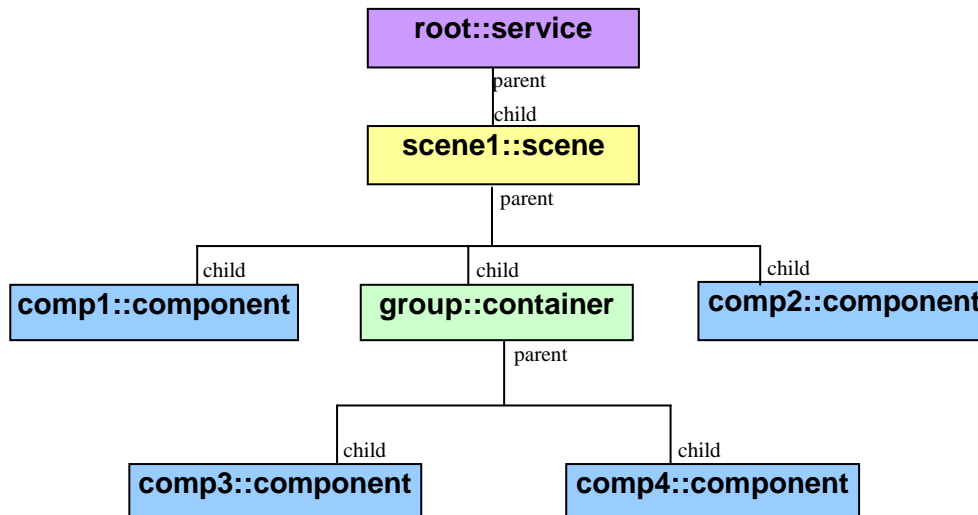 root::service
parent
child
scene1::scene
parent
child
child
child
comp1::component
group::container
comp2::component
parent
child
child
comp3::component
comp4::component